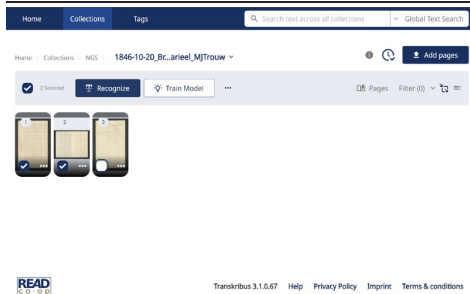 Home Collections Tags Search text across all collections Global Text Search
Home Collections NGS 1846-10-20_Br...arieel_MJTrouw Add pages
2 Selected Recognize Train Model ... Pages Filter (0)
1 2 3
READ
CO-OP
Transkribus 3.1.0.67 Help Privacy Policy Imprint Terms & conditions